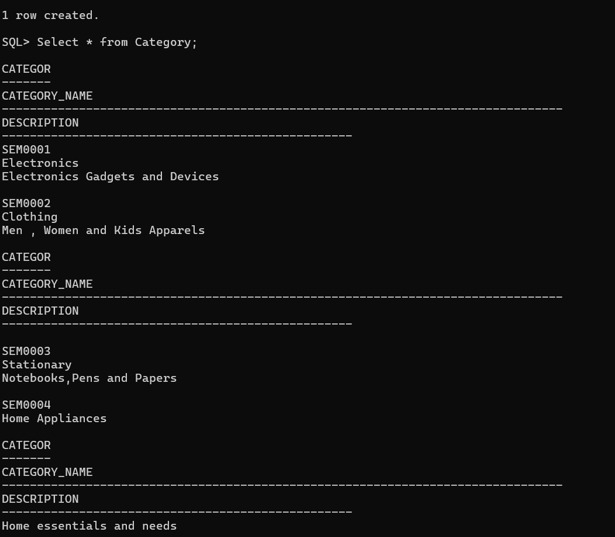 1 row created.
SQL> Select * from Category;
CATEGOR
-------
CATEGORY_NAME
--------------------------------------------------------------------------------
DESCRIPTION
--------------------------------------------------
SEM0001
Electronics
Electronics Gadgets and Devices
SEM0002
Clothing
Men , Women and Kids Apparels
CATEGOR
-------
CATEGORY_NAME
--------------------------------------------------------------------------------
DESCRIPTION
--------------------------------------------------
SEM0003
Stationary
Notebooks,Pens and Papers
SEM0004
Home Appliances
CATEGOR
-------
CATEGORY_NAME
--------------------------------------------------------------------------------
DESCRIPTION
--------------------------------------------------
Home essentials and needs